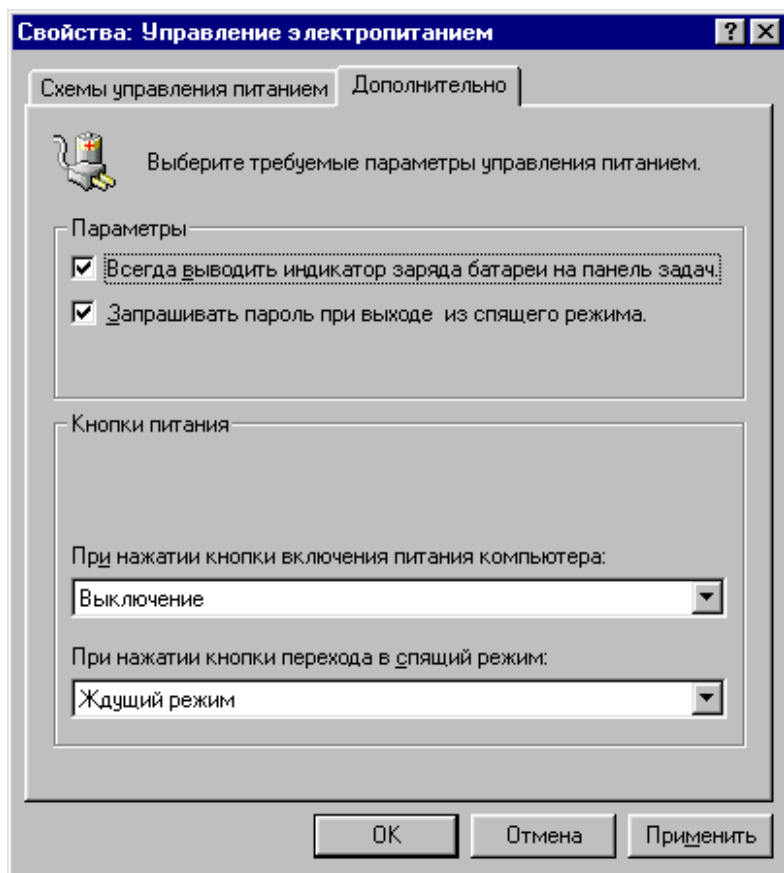 Свойства: Управление электропитанием
Схемы управления питанием
Дополнительно
Выберите требуемые параметры управления питанием.
Параметры
Всегда выводить индикатор заряда батареи на панель задач.
Запрашивать пароль при выходе из спящего режима.
Кнопки питания
При нажатии кнопки включения питания компьютера:
Выключение
При нажатии кнопки перехода в спящий режим:
Ждущий режим
OK
Отмена
Применить